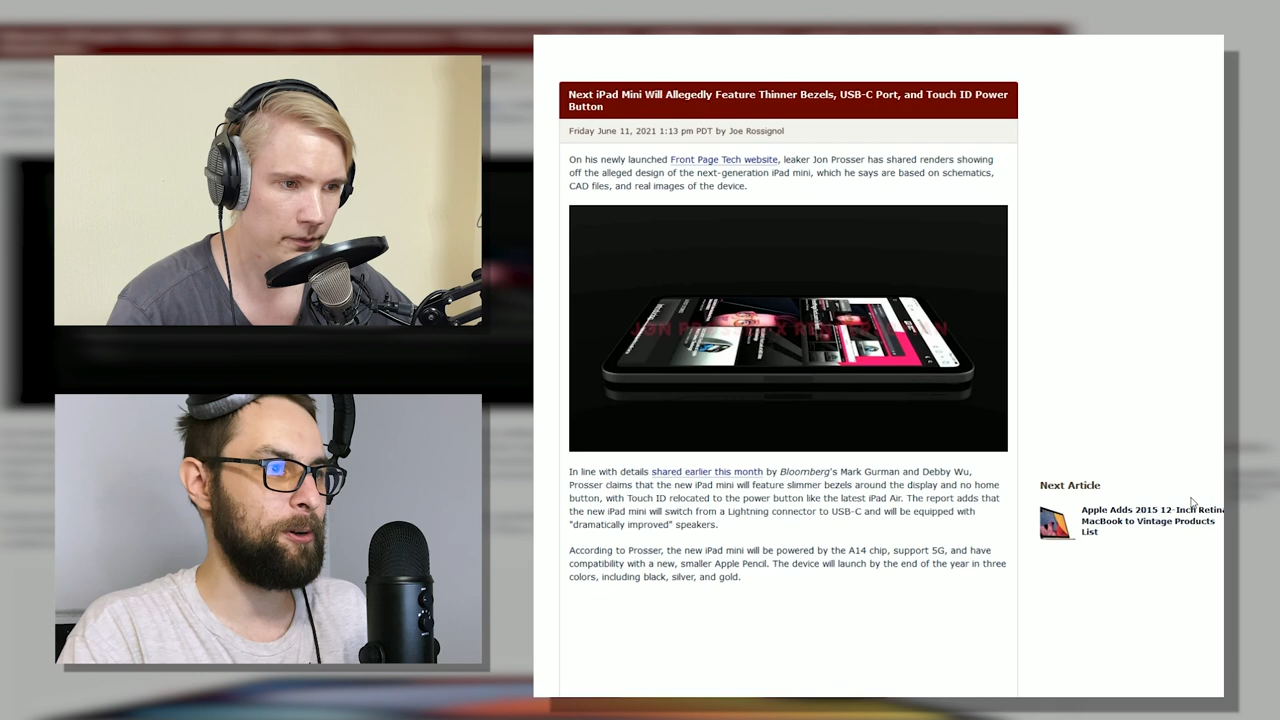 Next iPad Mini Will Allegedly Feature Thinner Bezels, USB-C Port, and Touch ID Power
Button
Friday June 11, 2021 1:13 pm PDT by Joe Rossignol
On his newly launched Front Page Tech website, leaker Jon Prosser has shared renders showing
off the alleged design of the next-generation iPad mini, which he says are based on schematics,
CAD files, and real images of the device.
In line with details shared earlier this month by Bloomberg's Mark Gurman and Debby Wu,
Prosser claims that the new iPad mini will feature slimmer bezels around the display and no home
button, with Touch ID relocated to the power button like the latest iPad Air. The report adds that
the new iPad mini will switch from a Lightning connector to USB-C and will be equipped with
"dramatically improved" speakers.
According to Prosser, the new iPad mini will be powered by the A14 chip, support 5G, and have
compatibility with a new, smaller Apple Pencil. The device will launch by the end of the year in three
colors, including black, silver, and gold.
Next Article
Apple Adds 2015 12-Inch Retina
MacBook to Vintage Products
List